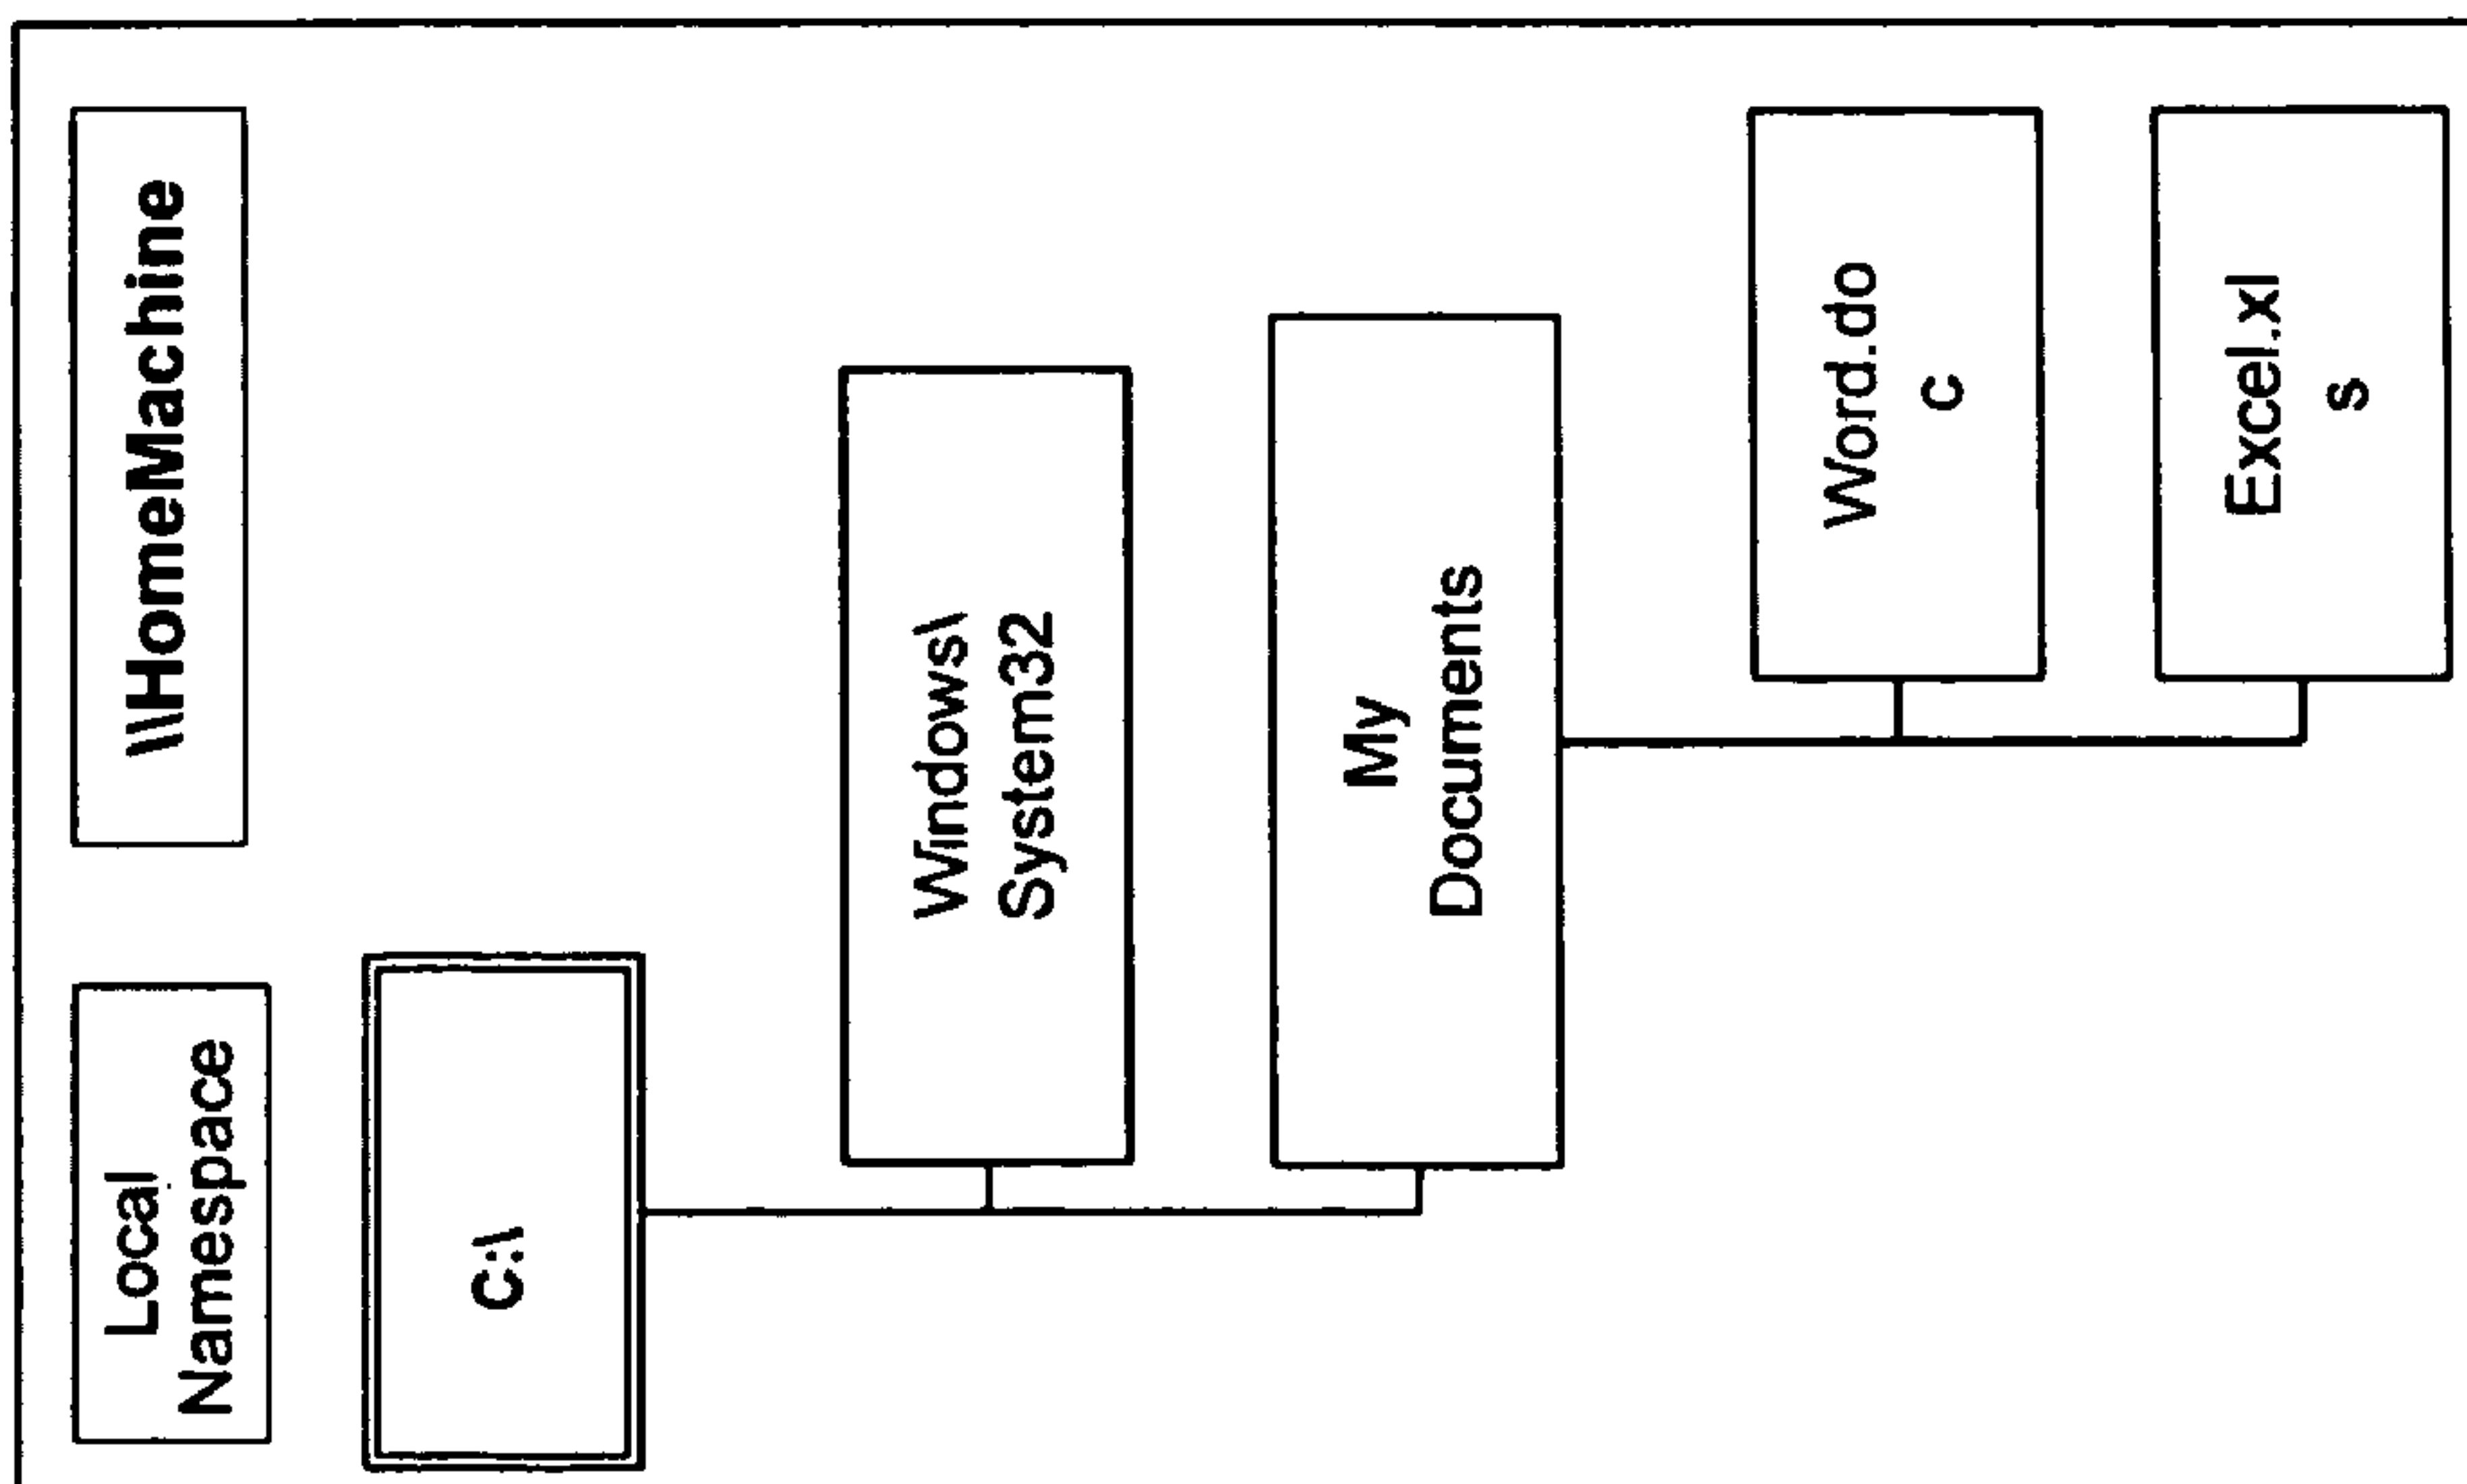 Local
Namespace
\\HomeMachine
C:\
Windows\
System32
My
Documents
Word.do
c
Excel.xl
s